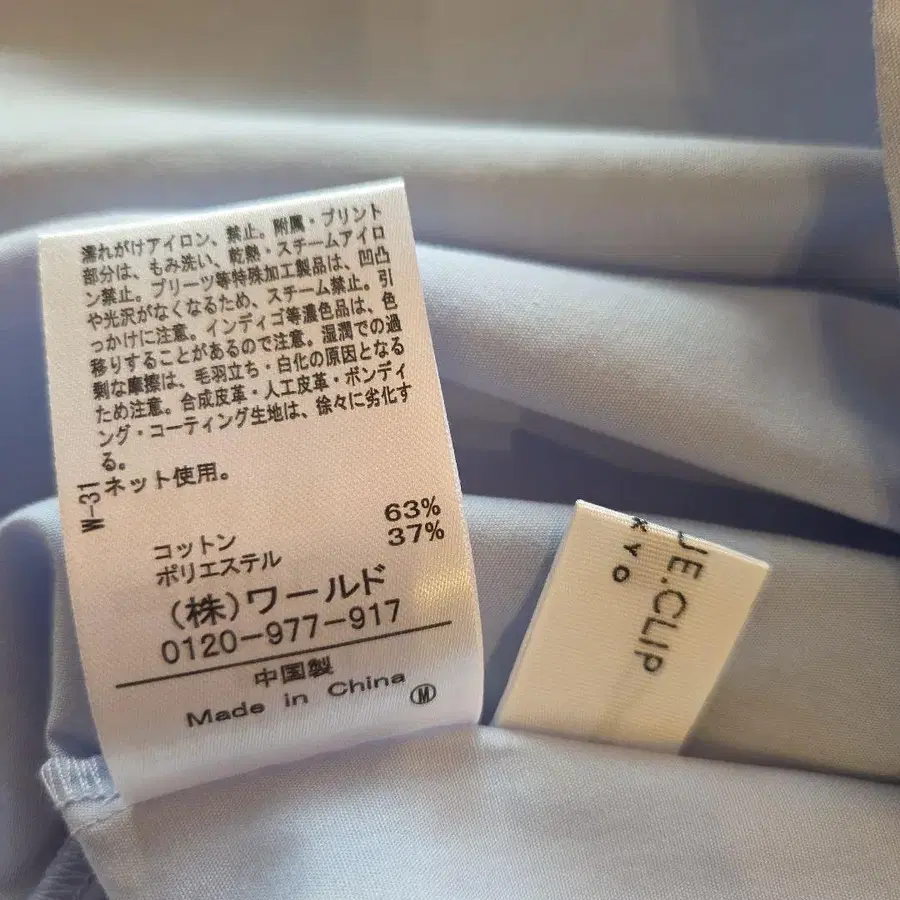 濡れがけアイロン、禁止。附属・プリント
部分は、もみ洗い、乾熱・スチームアイロ
ン禁止。プリーツ等特殊加工製品は、凹凸
や光沢がなくなるため、スチーム禁止。引
っかけに注意。インディゴ等濃色品は、色
移りすることがあるので注意。湿潤での過
剰な摩擦は、毛羽立ち・白化の原因となる
ため注意。合成皮革・人工皮革・ボンディ
ング・コーティング生地は、徐々に劣化す
る。
ネット使用。
W-31
コットン 63%
ポリエステル 37%
(株)ワールド
0120-977-917
中国製
Made in China
M
JE.CLIP
KYO